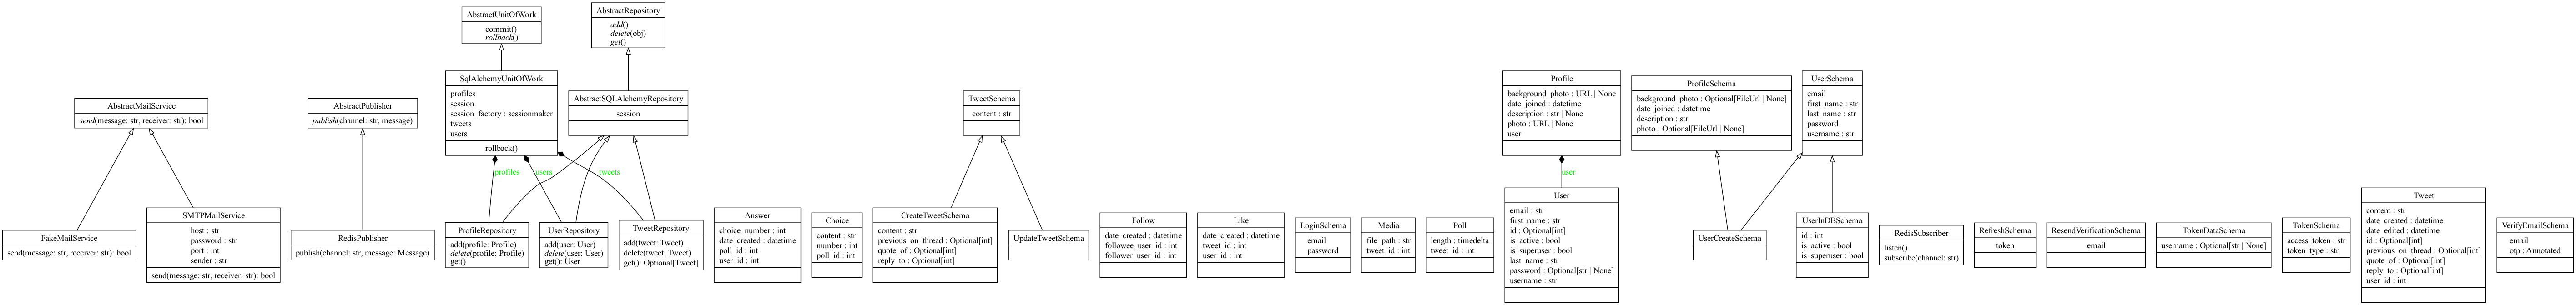 AbstractUnitOfWork
commit()
rollback()
AbstractRepository
add()
delete(obj)
get()
AbstractMailService
send(message: str, receiver: str): bool
AbstractPublisher
publish(channel: str, message)
SqlAlchemyUnitOfWork
profiles
session
session_factory : sessionmaker
tweets
users
rollback()
AbstractSQLAlchemyRepository
session
TweetSchema
content : str
Profile
background_photo : URL | None
date_joined : datetime
description : str | None
photo : URL | None
user
ProfileSchema
background_photo : Optional[FileUrl | None]
date_joined : datetime
description : str
photo : Optional[FileUrl | None]
UserSchema
email
first_name : str
last_name : str
password
username : str
profiles
users
tweets
user
FakeMailService
send(message: str, receiver: str): bool
SMTPMailService
host : str
password : str
port : int
sender : str
send(message: str, receiver: str): bool
RedisPublisher
publish(channel: str, message: Message)
ProfileRepository
add(profile: Profile)
delete(profile: Profile)
get()
UserRepository
add(user: User)
delete(user: User)
get(): User
TweetRepository
add(tweet: Tweet)
delete(tweet: Tweet)
get(): Optional[Tweet]
Answer
choice_number : int
date_created : datetime
poll_id : int
user_id : int
Choice
content : str
number : int
poll_id : int
CreateTweetSchema
content : str
previous_on_thread : Optional[int]
quote_of : Optional[int]
reply_to : Optional[int]
UpdateTweetSchema
Follow
date_created : datetime
followee_user_id : int
follower_user_id : int
Like
date_created : datetime
tweet_id : int
user_id : int
LoginSchema
email
password
Media
file_path : str
tweet_id : int
Poll
length : timedelta
tweet_id : int
User
email : str
first_name : str
id : Optional[int]
is_active : bool
is_superuser : bool
last_name : str
password : Optional[str | None]
username : str
UserCreateSchema
UserInDBSchema
id : int
is_active : bool
is_superuser : bool
RedisSubscriber
listen()
subscribe(channel: str)
RefreshSchema
token
ResendVerificationSchema
email
TokenDataSchema
username : Optional[str | None]
TokenSchema
access_token : str
token_type : str
Tweet
content : str
date_created : datetime
date_edited : datetime
id : Optional[int]
previous_on_thread : Optional[int]
quote_of : Optional[int]
reply_to : Optional[int]
user_id : int
VerifyEmailSchema
email
otp : Annotated